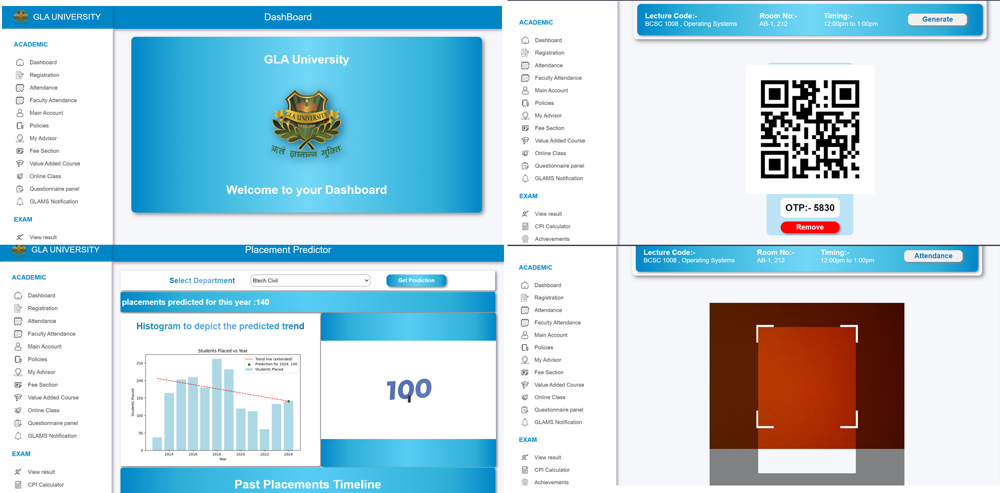 GLA UNIVERSITY
DashBoard
ACADEMIC
Dashboard
Registration
Attendance
Faculty Attendance
Main Account
Policies
My Advisor
Fee Section
Value Added Course
Online Class
Questionnaire panel
GLAMS Notification
EXAM
View result
GLA University
GLA UNIVERSITY
ESTD. 2010
ऋते ज्ञानान्न मुक्तिः
Welcome to your Dashboard
ACADEMIC
Dashboard
Registration
Attendance
Faculty Attendance
Main Account
Policies
My Advisor
Fee Section
Value Added Course
Online Class
Questionnaire panel
GLAMS Notification
EXAM
View result
CPI Calculator
Achievements
Lecture Code:-
BCSC 1008 , Operating Systems
Room No:-
AB-1, 212
Timing:-
12:00pm to 1:00pm
Generate
OTP:- 5830
Remove
GLA UNIVERSITY
Placement Predictor
ACADEMIC
Dashboard
Registration
Attendance
Faculty Attendance
Main Account
Policies
My Advisor
Fee Section
Value Added Course
Online Class
Questionnaire panel
GLAMS Notification
EXAM
View result
CPI Calculator
Select Department
Btech Civil
Get Prediction
placements predicted for this year :140
Histogram to depict the predicted trend
Students Placed vs Year
Trend line (extended)
Prediction for 2024: 140
Students Placed
Students Placed
250
200
150
100
50
0
2014 2016 2018 2020 2022 2024
Year
100
Past Placements Timeline
ACADEMIC
Dashboard
Registration
Attendance
Faculty Attendance
Main Account
Policies
My Advisor
Fee Section
Value Added Course
Online Class
Questionnaire panel
GLAMS Notification
EXAM
View result
CPI Calculator
Achievements
Lecture Code:-
BCSC 1008 , Operating Systems
Room No:-
AB-1, 212
Timing:-
12:00pm to 1:00pm
Attendance